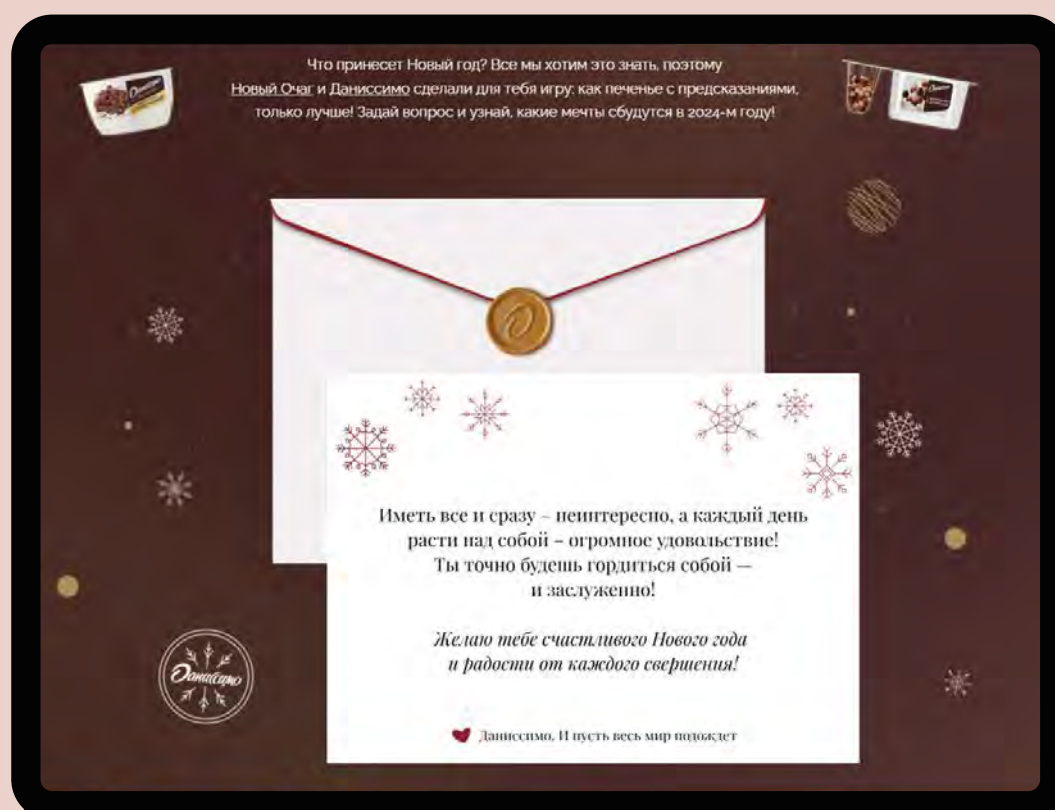 Что принесет Новый год? Все мы хотим это знать, поэтому
Новый Очаг и Даниссимо сделали для тебя игру: как печенье с предсказаниями,
только лучше! Задай вопрос и узнай, какие мечты сбудутся в 2024-м году!
Иметь все и сразу – неинтересно, а каждый день
расти над собой – огромное удовольствие!
Ты точно будешь гордиться собой —
и заслуженно!
Желаю тебе счастливого Нового года
и радости от каждого свершения!
Даниссимо. И пусть весь мир подождет
Даниссимо